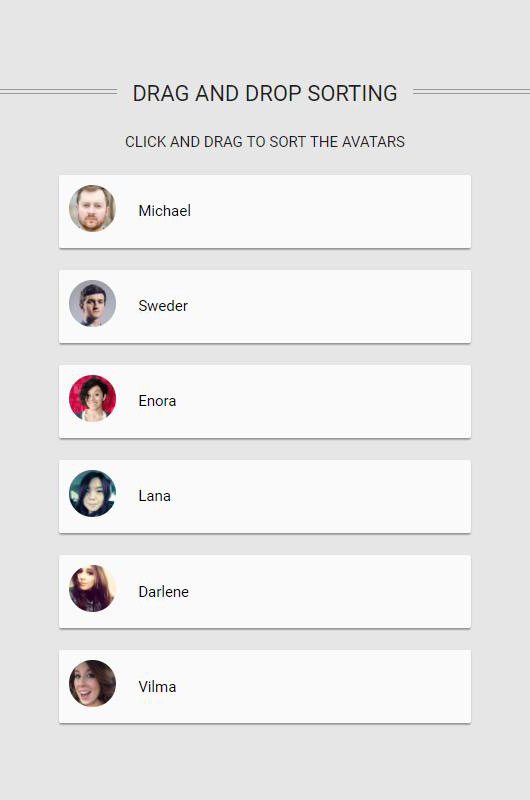 DRAG AND DROP SORTING
CLICK AND DRAG TO SORT THE AVATARS
Michael
Sweder
Enora
Lana
Darlene
Vilma